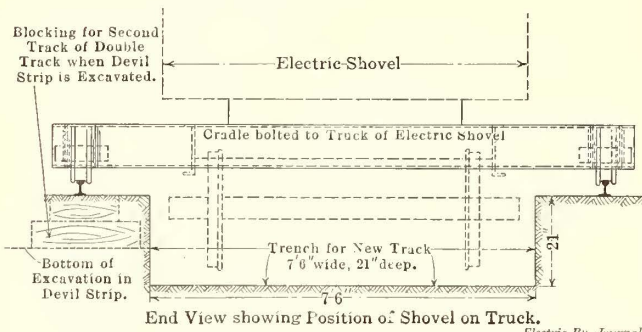 Blocking for Second
Track of Double
Track when Devil
Strip is Excavated.
Electric Shovel
Cradle bolted to Truck of Electric Shovel
Trench for New Track
7'6" wide, 21" deep.
21"
Bottom of
Excavation in
Devil Strip.
7'-6"
End View showing Position of Shovel on Truck.
Electric Ry. Journal